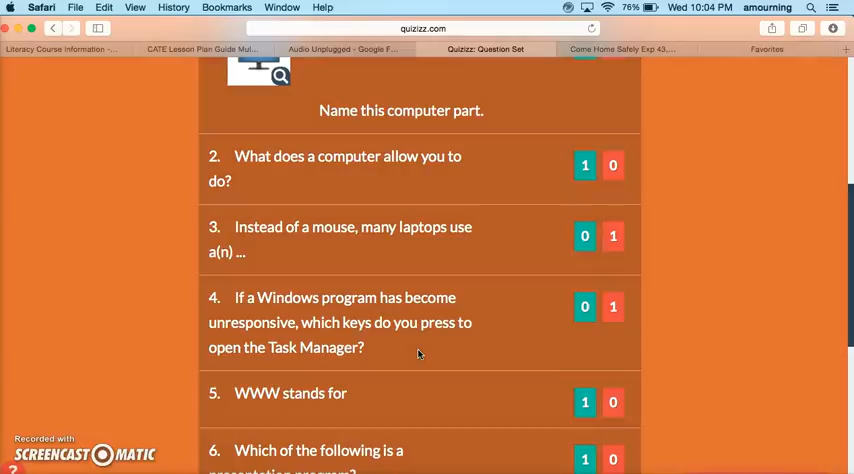 Safari File Edit View History Bookmarks Window Help 76% Wed 10:04 PM amourning
quizizz.com
Literacy Course Information -... CATE Lesson Plan Guide Mul... Audio Unplugged - Google F... Quizizz: Question Set Come Home Safely Exp 43,... Favorites +
Name this computer part.
2. What does a computer allow you to 1 0
do?
3. Instead of a mouse, many laptops use 0 1
a(n) ...
4. If a Windows program has become 0 1
unresponsive, which keys do you press to
open the Task Manager?
5. WWW stands for 1 0
6. Which of the following is a 1 0
presentation program?
Recorded with
SCREENCAST MATIC
?